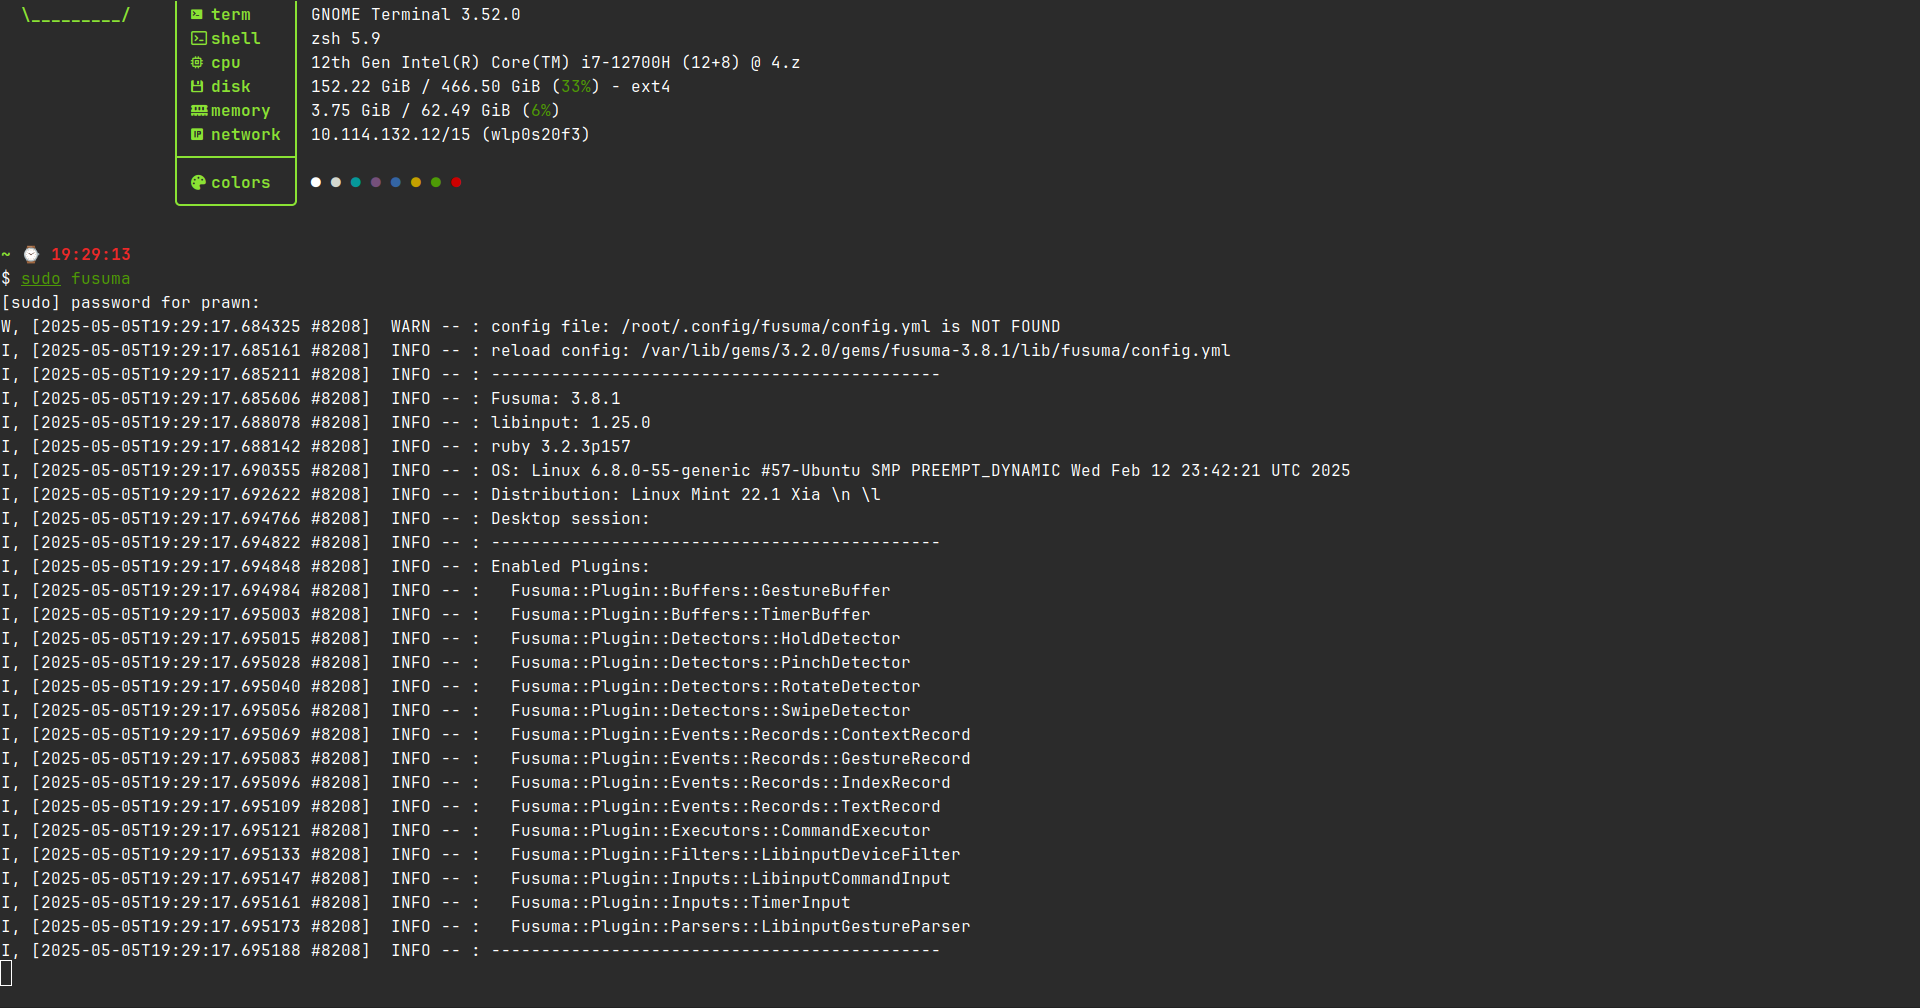 \_________/ term GNOME Terminal 3.52.0
shell zsh 5.9
cpu 12th Gen Intel(R) Core(TM) i7-12700H (12+8) @ 4.z
disk 152.22 GiB / 466.50 GiB (33%) - ext4
memory 3.75 GiB / 62.49 GiB (6%)
network 10.114.132.12/15 (wlp0s20f3)
colors
~ ⌚ 19:29:13
$ sudo fusuma
[sudo] password for prawn:
W, [2025-05-05T19:29:17.684325 #8208]  WARN -- : config file: /root/.config/fusuma/config.yml is NOT FOUND
I, [2025-05-05T19:29:17.685161 #8208]  INFO -- : reload config: /var/lib/gems/3.2.0/gems/fusuma-3.8.1/lib/fusuma/config.yml
I, [2025-05-05T19:29:17.685211 #8208]  INFO -- : ---------------------------------------------
I, [2025-05-05T19:29:17.685606 #8208]  INFO -- : Fusuma: 3.8.1
I, [2025-05-05T19:29:17.688078 #8208]  INFO -- : libinput: 1.25.0
I, [2025-05-05T19:29:17.688142 #8208]  INFO -- : ruby 3.2.3p157
I, [2025-05-05T19:29:17.690355 #8208]  INFO -- : OS: Linux 6.8.0-55-generic #57-Ubuntu SMP PREEMPT_DYNAMIC Wed Feb 12 23:42:21 UTC 2025
I, [2025-05-05T19:29:17.692622 #8208]  INFO -- : Distribution: Linux Mint 22.1 Xia \n \l
I, [2025-05-05T19:29:17.694766 #8208]  INFO -- : Desktop session:
I, [2025-05-05T19:29:17.694822 #8208]  INFO -- : ---------------------------------------------
I, [2025-05-05T19:29:17.694848 #8208]  INFO -- : Enabled Plugins:
I, [2025-05-05T19:29:17.694984 #8208]  INFO -- :   Fusuma::Plugin::Buffers::GestureBuffer
I, [2025-05-05T19:29:17.695003 #8208]  INFO -- :   Fusuma::Plugin::Buffers::TimerBuffer
I, [2025-05-05T19:29:17.695015 #8208]  INFO -- :   Fusuma::Plugin::Detectors::HoldDetector
I, [2025-05-05T19:29:17.695028 #8208]  INFO -- :   Fusuma::Plugin::Detectors::PinchDetector
I, [2025-05-05T19:29:17.695040 #8208]  INFO -- :   Fusuma::Plugin::Detectors::RotateDetector
I, [2025-05-05T19:29:17.695056 #8208]  INFO -- :   Fusuma::Plugin::Detectors::SwipeDetector
I, [2025-05-05T19:29:17.695069 #8208]  INFO -- :   Fusuma::Plugin::Events::Records::ContextRecord
I, [2025-05-05T19:29:17.695083 #8208]  INFO -- :   Fusuma::Plugin::Events::Records::GestureRecord
I, [2025-05-05T19:29:17.695096 #8208]  INFO -- :   Fusuma::Plugin::Events::Records::IndexRecord
I, [2025-05-05T19:29:17.695109 #8208]  INFO -- :   Fusuma::Plugin::Events::Records::TextRecord
I, [2025-05-05T19:29:17.695121 #8208]  INFO -- :   Fusuma::Plugin::Executors::CommandExecutor
I, [2025-05-05T19:29:17.695133 #8208]  INFO -- :   Fusuma::Plugin::Filters::LibinputDeviceFilter
I, [2025-05-05T19:29:17.695147 #8208]  INFO -- :   Fusuma::Plugin::Inputs::LibinputCommandInput
I, [2025-05-05T19:29:17.695161 #8208]  INFO -- :   Fusuma::Plugin::Inputs::TimerInput
I, [2025-05-05T19:29:17.695173 #8208]  INFO -- :   Fusuma::Plugin::Parsers::LibinputGestureParser
I, [2025-05-05T19:29:17.695188 #8208]  INFO -- : ---------------------------------------------